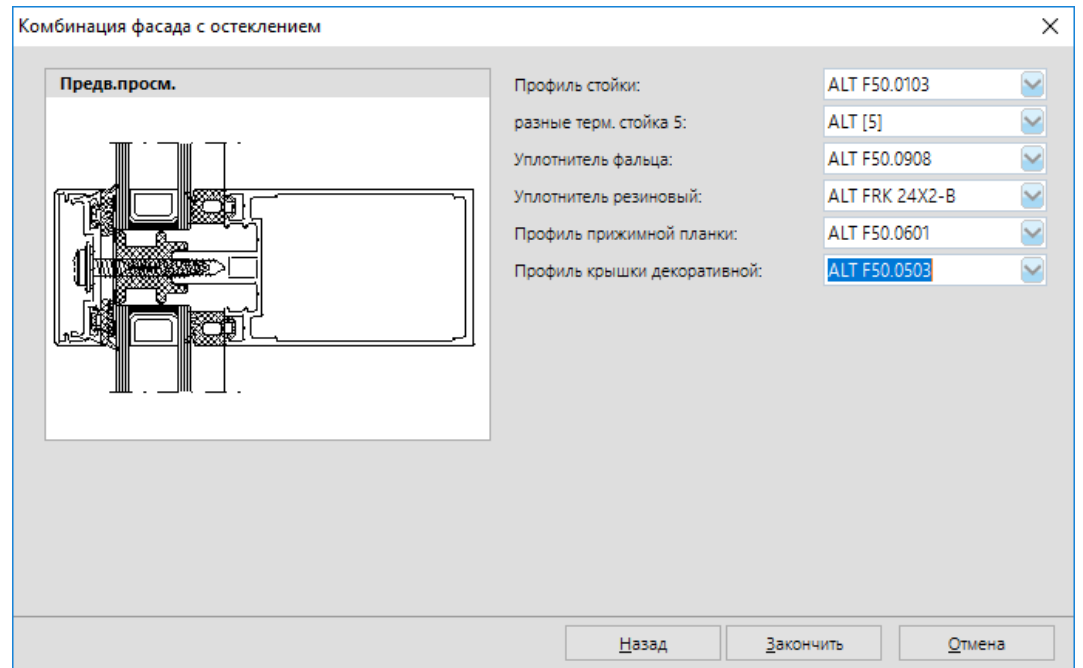 Комбинация фасада с остеклением
Предв.просм.
Профиль стойки: ALT F50.0103
разные терм. стойка 5: ALT [5]
Уплотнитель фальца: ALT F50.0908
Уплотнитель резиновый: ALT FRK 24X2-B
Профиль прижимной планки: ALT F50.0601
Профиль крышки декоративной: ALT F50.0503
Назад Закончить Отмена